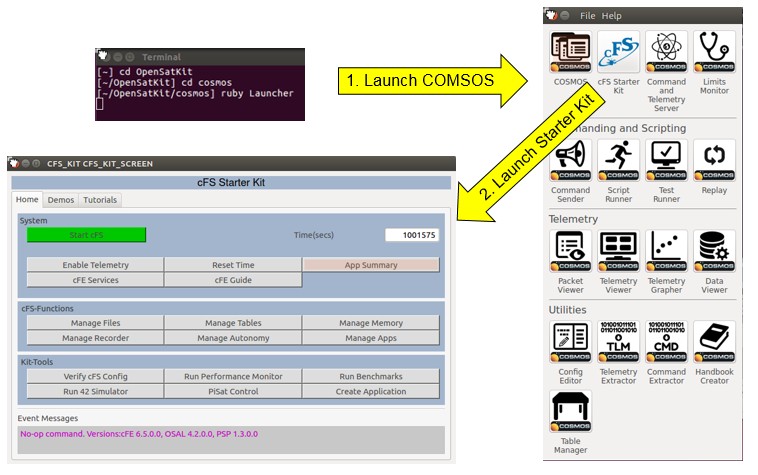 Terminal
[~] cd OpenSatKit
[~/OpenSatKit] cd cosmos
[~/OpenSatKit/cosmos] ruby Launcher
1. Launch COMSOS
2. Launch Starter Kit
File Help
COSMOS
cFS
COSMOS
COSMOS
COSMOS
cFS Starter Kit
Command and Telemetry Server
Limits Monitor
manding and Scripting
COSMOS
COSMOS
COSMOS
COSMOS
Command Sender
Script Runner
Test Runner
Replay
Telemetry
COSMOS
COSMOS
COSMOS
COSMOS
Packet Viewer
Telemetry Viewer
Telemetry Grapher
Data Viewer
Utilities
COSMOS
TLM
COSMOS
CMD
COSMOS
COSMOS
Config Editor
Telemetry Extractor
Command Extractor
Handbook Creator
COSMOS
Table Manager
CFS_KIT CFS_KIT_SCREEN
cFS Starter Kit
Home Demos Tutorials
System
Start cFS Time(secs) 1001575
Enable Telemetry Reset Time App Summary
cFE Services cFE Guide
cFS-Functions
Manage Files Manage Tables Manage Memory
Manage Recorder Manage Autonomy Manage Apps
Kit-Tools
Verify cFS Config Run Performance Monitor Run Benchmarks
Run 42 Simulator PiSat Control Create Application
Event Messages
No-op command. Versions:cFE 6.5.0.0, OSAL 4.2.0.0, PSP 1.3.0.0